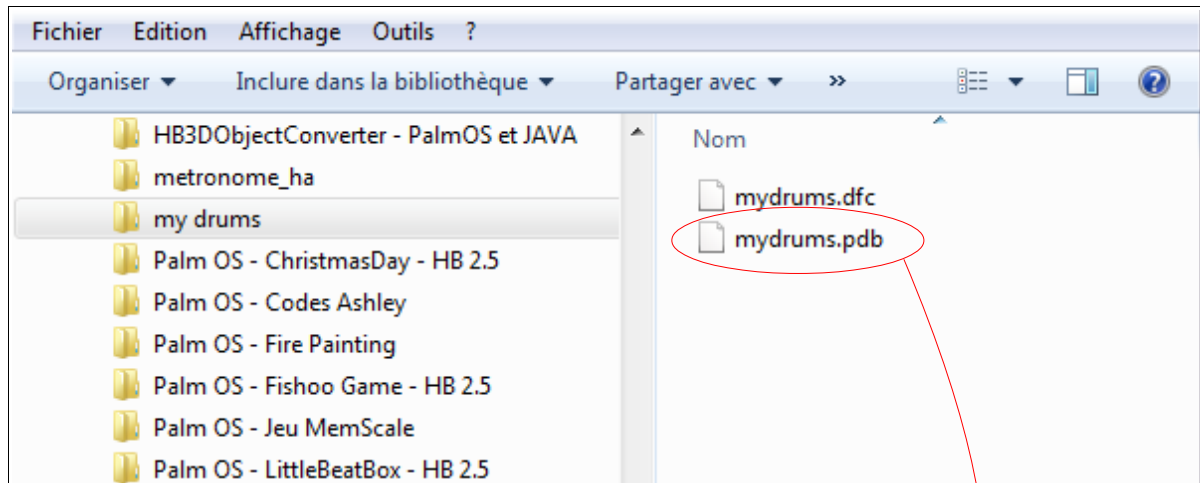 Fichier Edition Affichage Outils ?
Organiser Inclure dans la bibliothèque Partager avec »
HB3DObjectConverter - PalmOS et JAVA
metronome_ha
my drums
Palm OS - ChristmasDay - HB 2.5
Palm OS - Codes Ashley
Palm OS - Fire Painting
Palm OS - Fishoo Game - HB 2.5
Palm OS - Jeu MemScale
Palm OS - LittleBeatBox - HB 2.5
Nom
mydrums.dfc
mydrums.pdb